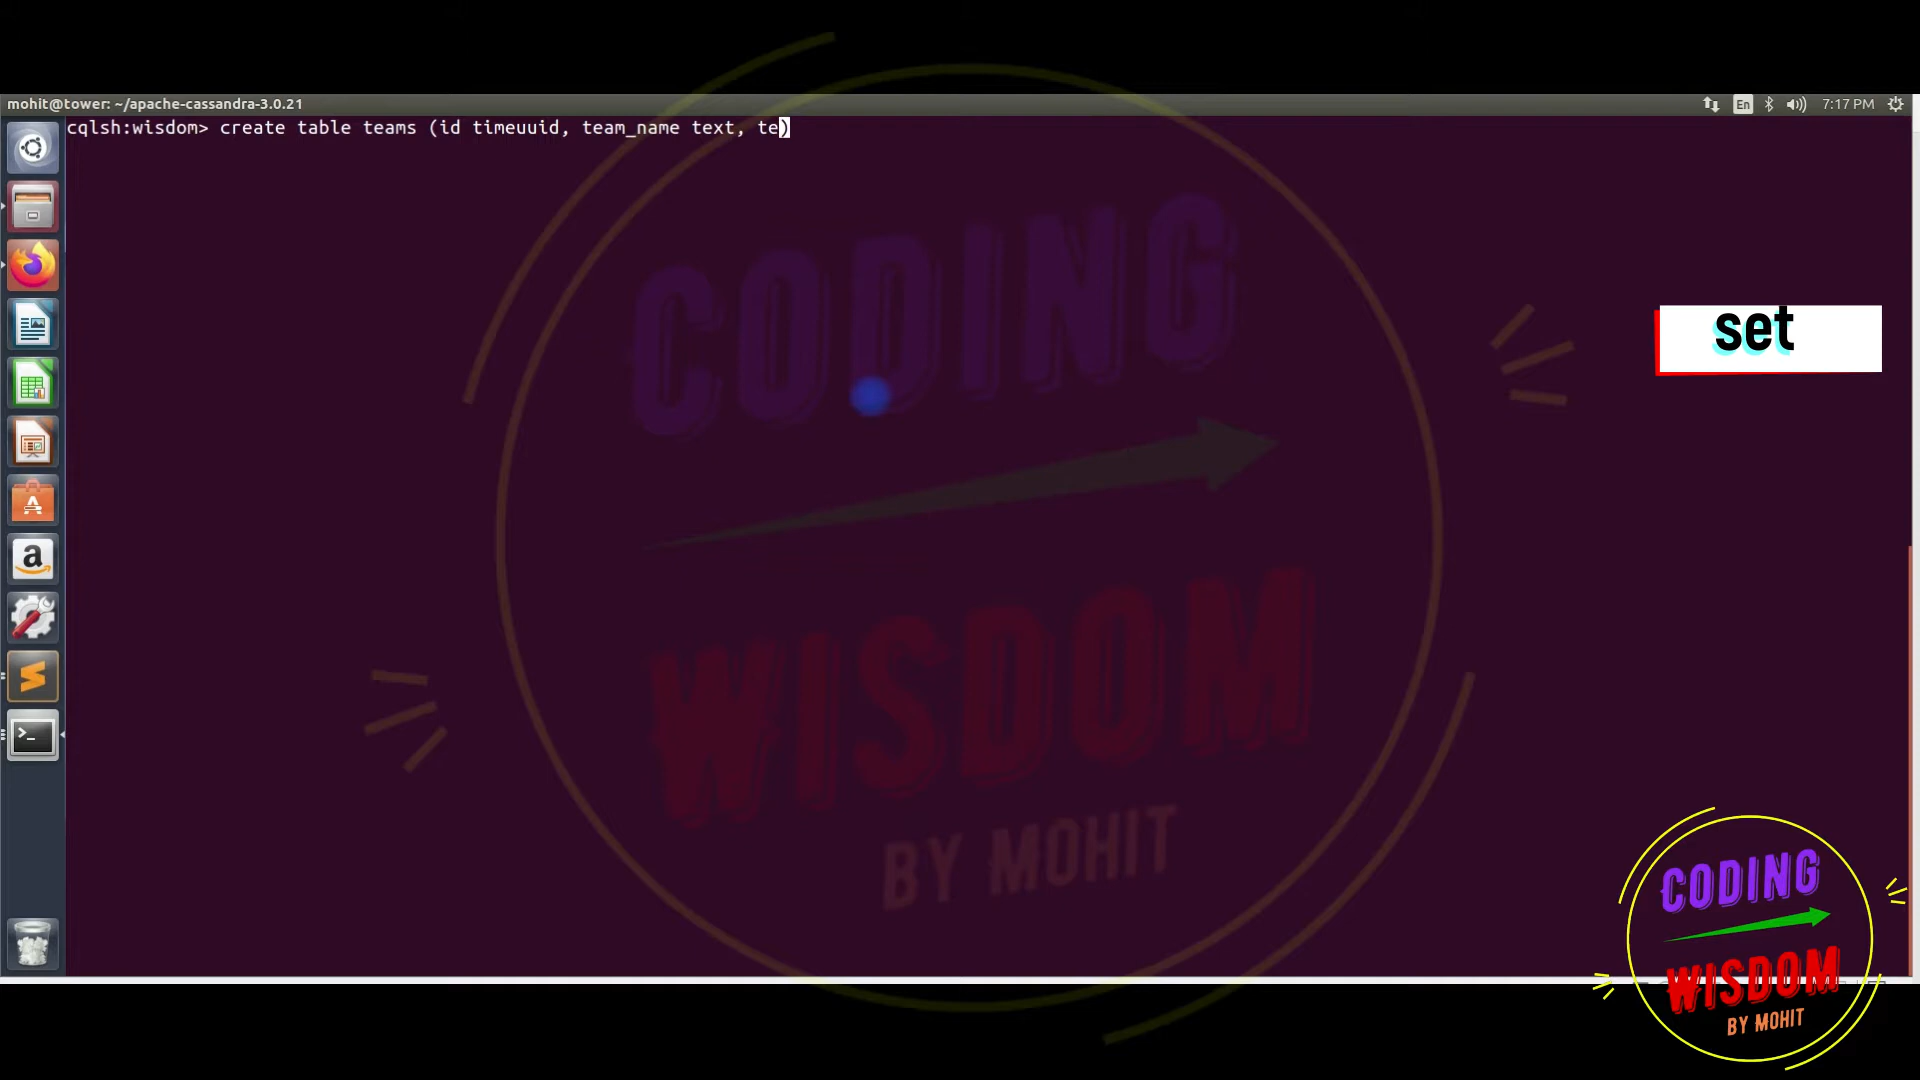 mohit@tower: ~/apache-cassandra-3.0.21
En
7:17 PM
cqlsh:wisdom> create table teams (id timeuuid, team_name text, te)
CODING
WISDOM
BY MOHIT
set
CODING
WISDOM
BY MOHIT